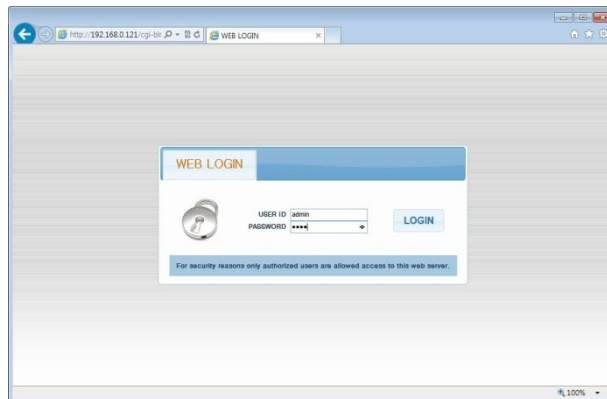 http://192.168.0.121/cgi-bin
WEB LOGIN
WEB LOGIN
USER ID admin
PASSWORD ••••
LOGIN
For security reasons only authorized users are allowed access to this web server.
100%